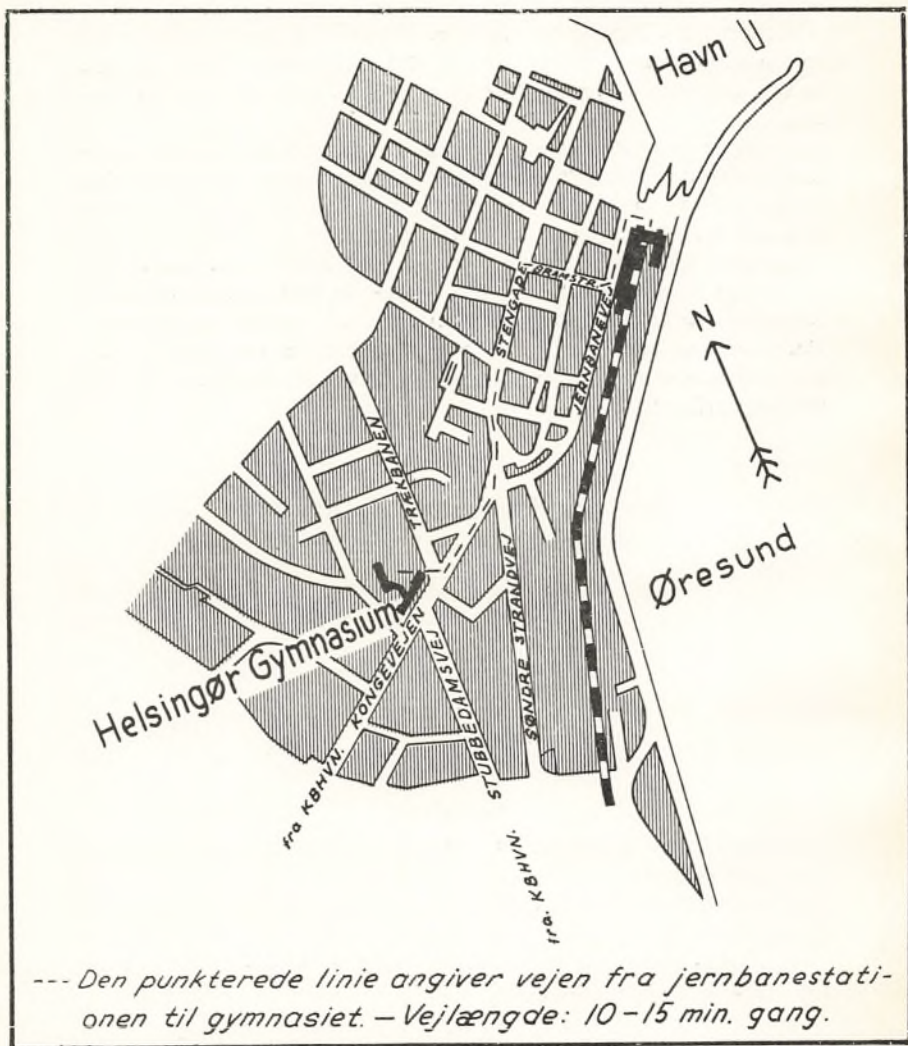 Havn
N
BRAMSTR.
STENGADE
JERNBANEVEJ
TRÆKBANEN
Øresund
Helsingør Gymnasium
SØNDRE STRANDVEJ
KONGEVEJEN
STUBBEDAMSVEJ
fra KBHVN.
fra. KBHVN.
--- Den punkterede linie angiver vejen fra jernbanestati-
onen til gymnasiet. — Vejlængde: 10-15 min. gang.